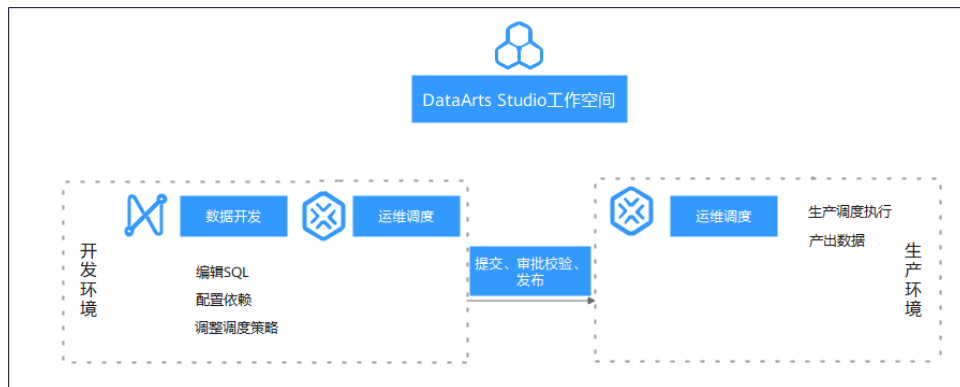 DataArts Studio工作空间
开发环境
数据开发
运维调度
编辑SQL
配置依赖
调整调度策略
提交、审批校验、
发布
运维调度
生产调度执行
产出数据
生产环境